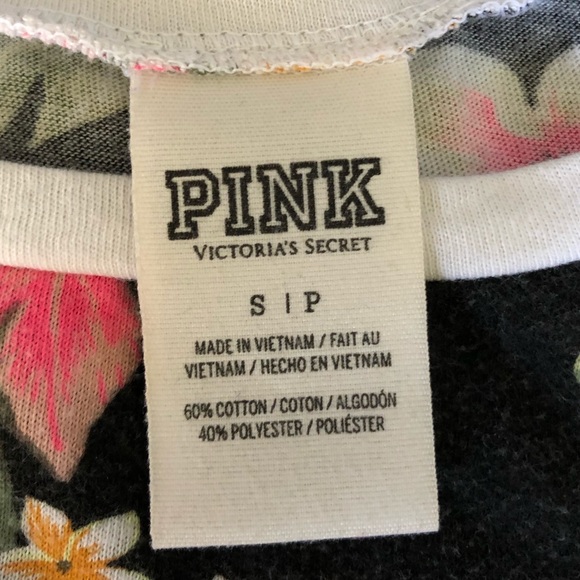 PINK
VICTORIA'S SECRET
S | P
MADE IN VIETNAM / FAIT AU
VIETNAM / HECHO EN VIETNAM
60% COTTON / COTON / ALGODÓN
40% POLYESTER / POLIÉSTER